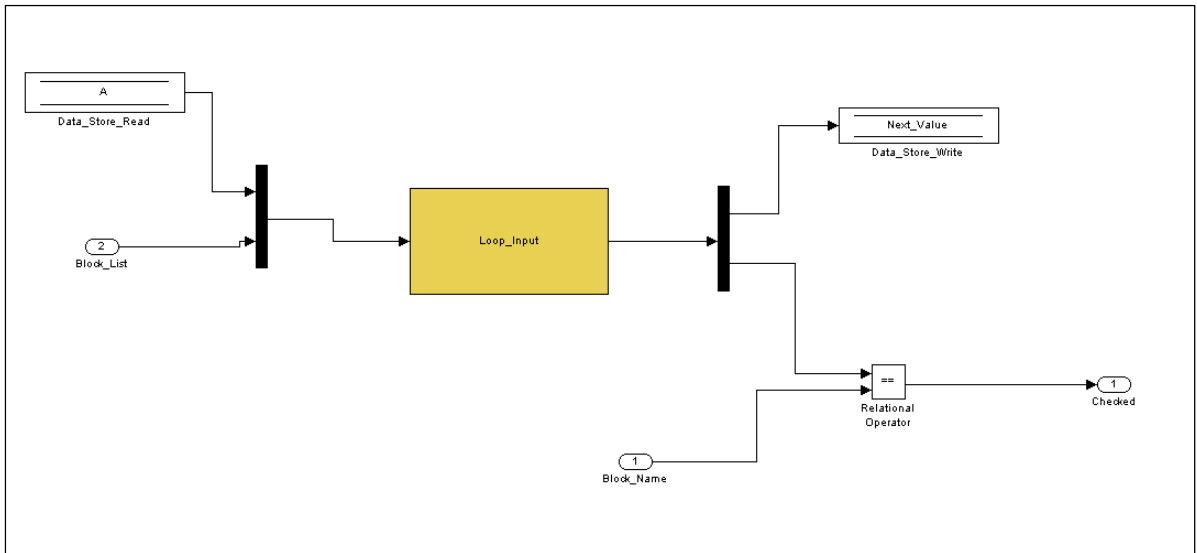 A
Data_Store_Read
Next_Value
Data_Store_Write
2
Block_List
Loop_Input
==
Relational
Operator
1
Checked
1
Block_Name